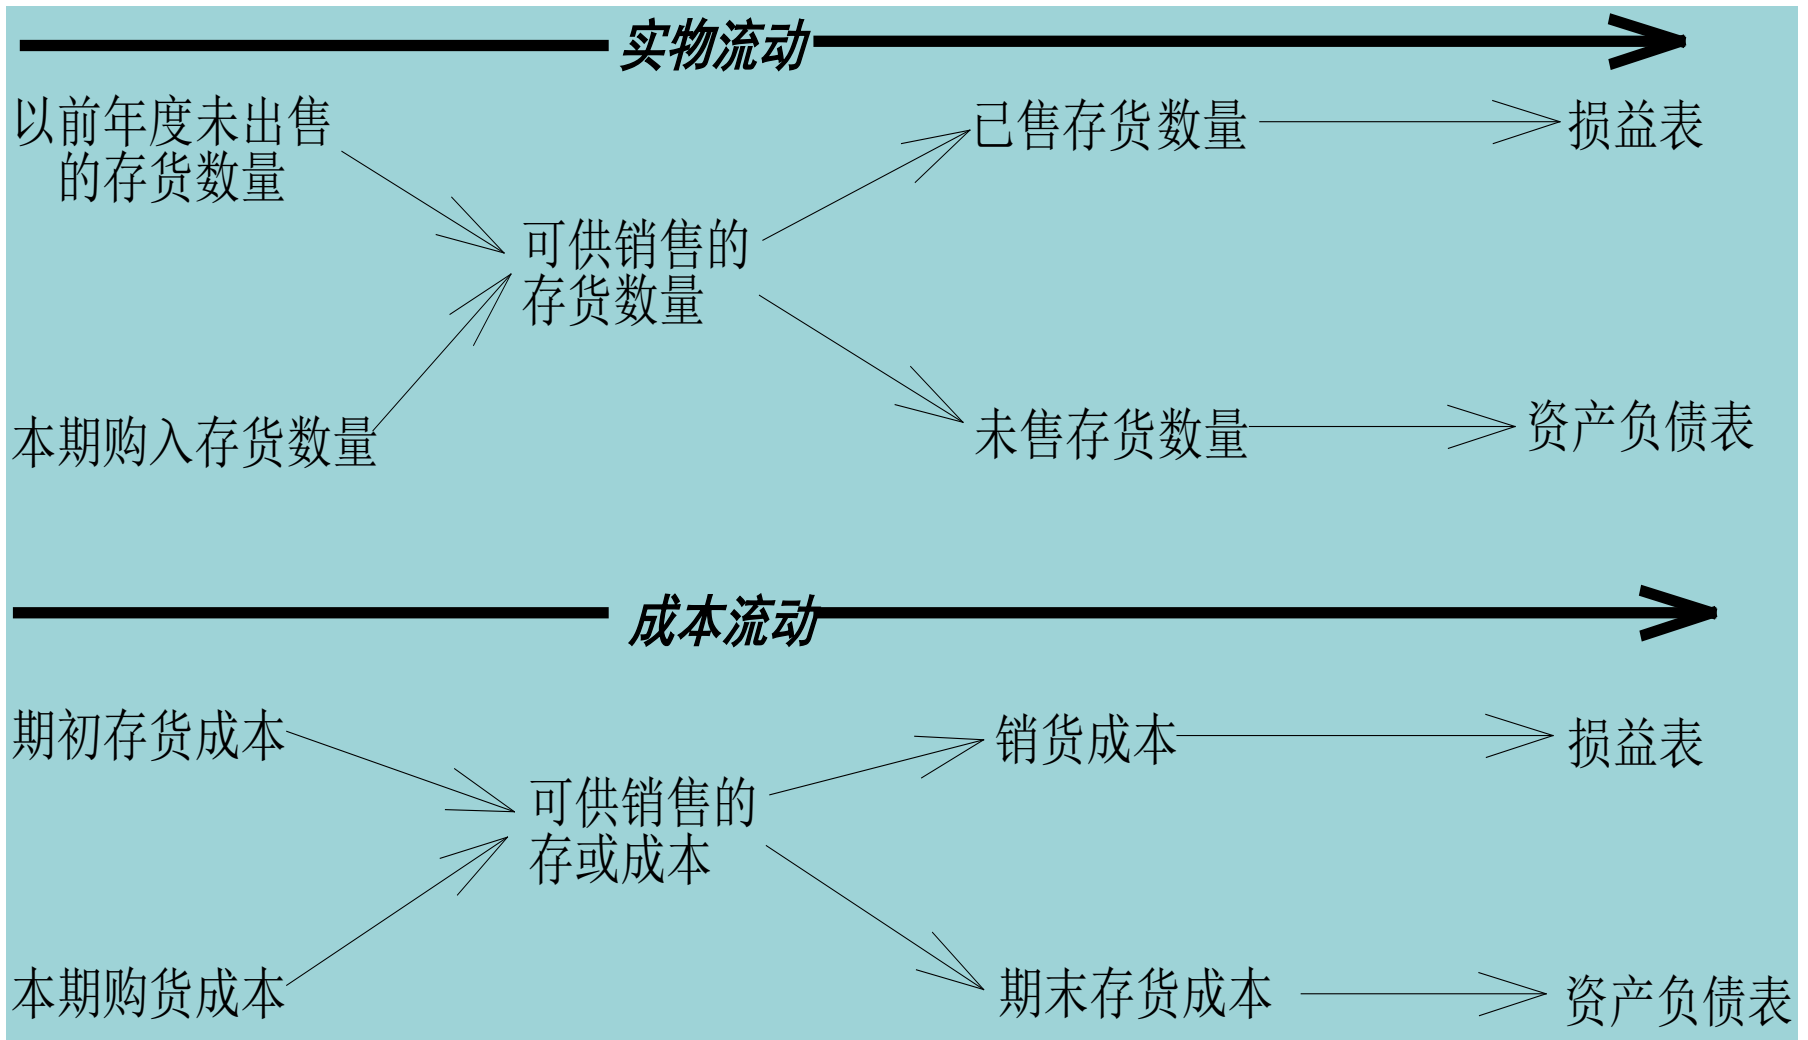 实物流动
以前年度未出售
的存货数量
已售存货数量
损益表
可供销售的
存货数量
本期购入存货数量
未售存货数量
资产负债表
成本流动
期初存货成本
销货成本
损益表
可供销售的
存或成本
本期购货成本
期末存货成本
资产负债表